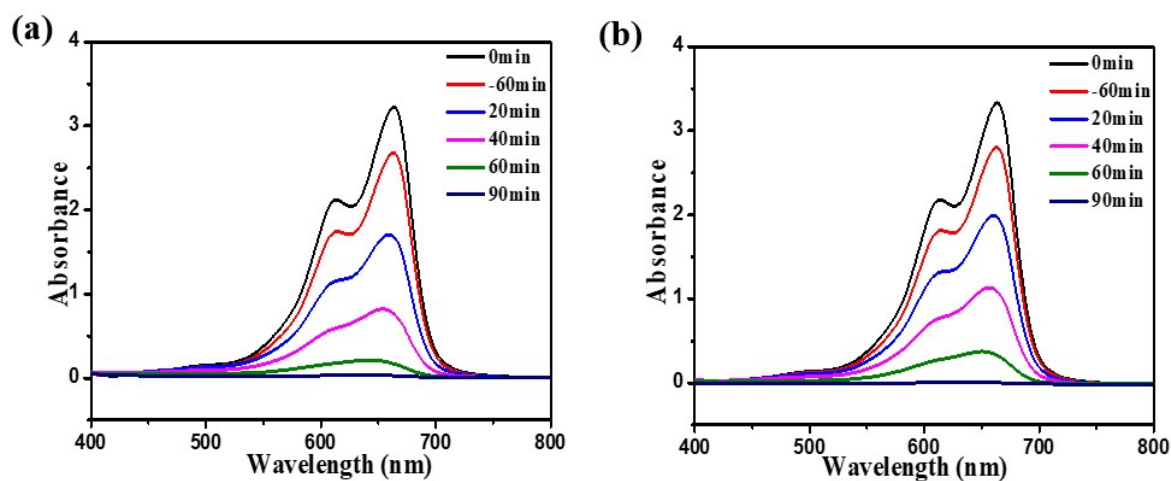 (a)
Absorbance
4
3
2
1
0
0min
-60min
20min
40min
60min
90min
400
500
600
700
800
Wavelength (nm)
(b)
Absorbance
4
3
2
1
0
0min
-60min
20min
40min
60min
90min
400
500
600
700
800
Wavelength (nm)